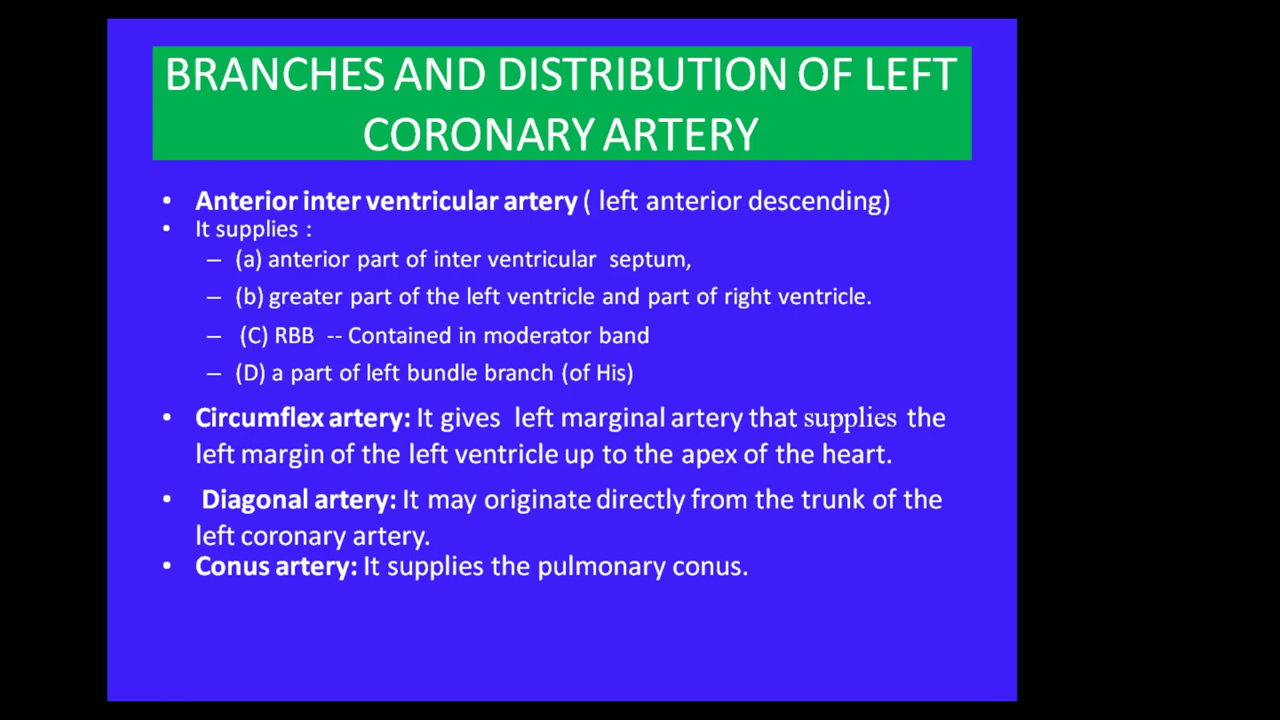 BRANCHES AND DISTRIBUTION OF LEFT
CORONARY ARTERY
• Anterior inter ventricular artery ( left anterior descending)
• It supplies :
– (a) anterior part of inter ventricular septum,
– (b) greater part of the left ventricle and part of right ventricle.
– (C) RBB -- Contained in moderator band
– (D) a part of left bundle branch (of His)
• Circumflex artery: It gives left marginal artery that supplies the
left margin of the left ventricle up to the apex of the heart.
• Diagonal artery: It may originate directly from the trunk of the
left coronary artery.
• Conus artery: It supplies the pulmonary conus.